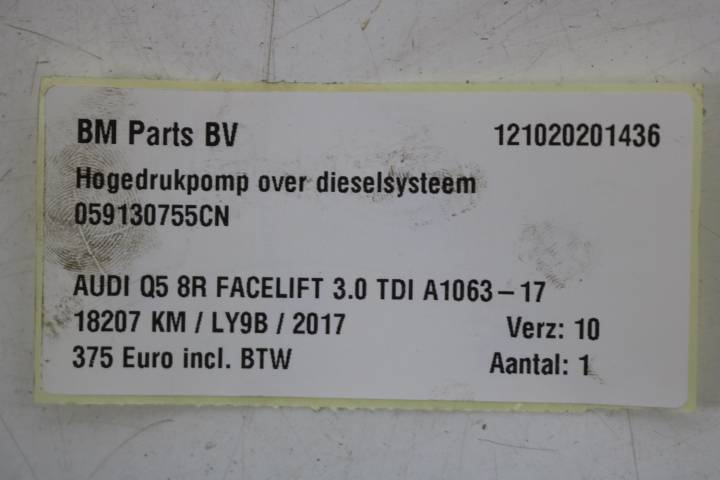 BM Parts BV 121020201436
Hogedrukpomp over dieselsysteem
059130755CN
AUDI Q5 8R FACELIFT 3.0 TDI A1063-17
18207 KM / LY9B / 2017 Verz: 10
375 Euro incl. BTW Aantal: 1